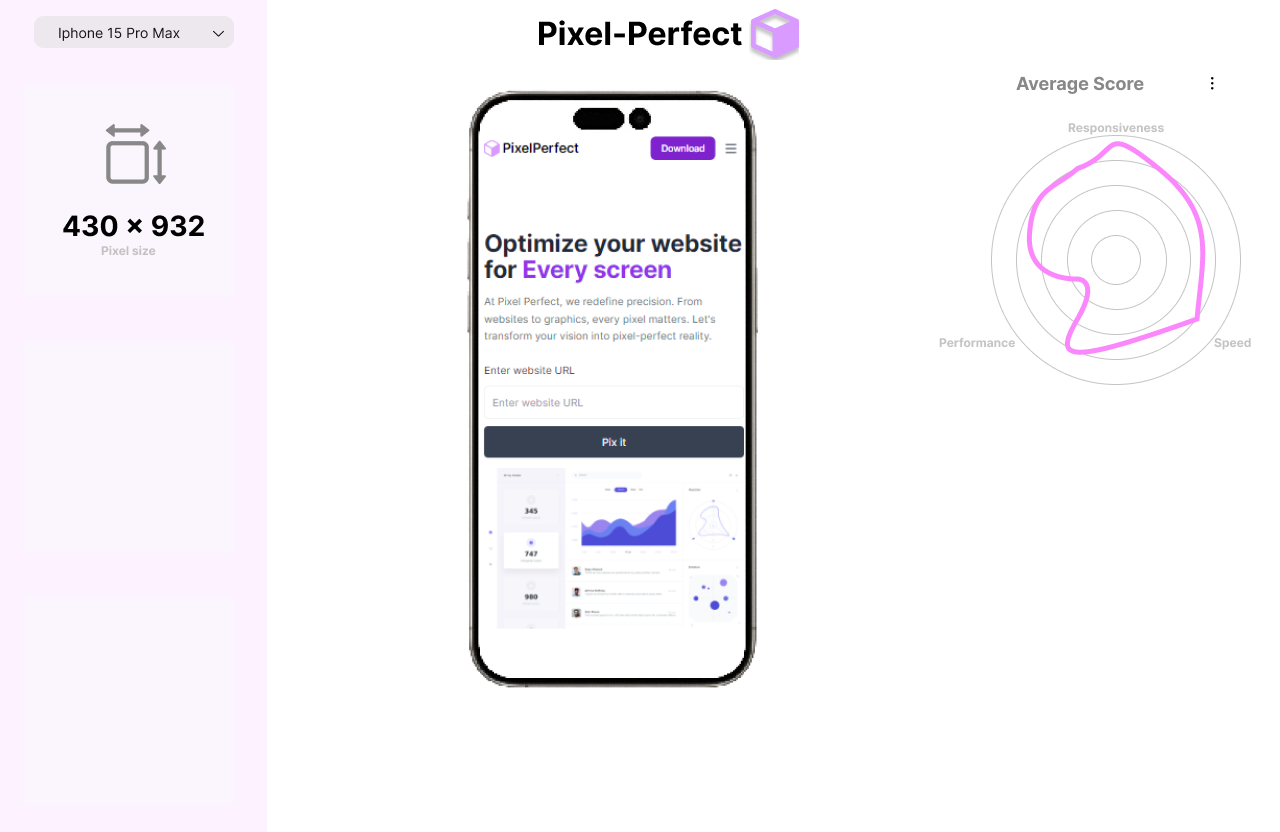 Iphone 15 Pro Max
Pixel-Perfect
430 × 932
Pixel size
PixelPerfect
Download
Optimize your website
for Every screen
At Pixel Perfect, we redefine precision. From
websites to graphics, every pixel matters. Let's
transform your vision into pixel-perfect reality.
Enter website URL
Enter website URL
Pix it
345
747
980
Average Score
Responsiveness
Performance
Speed